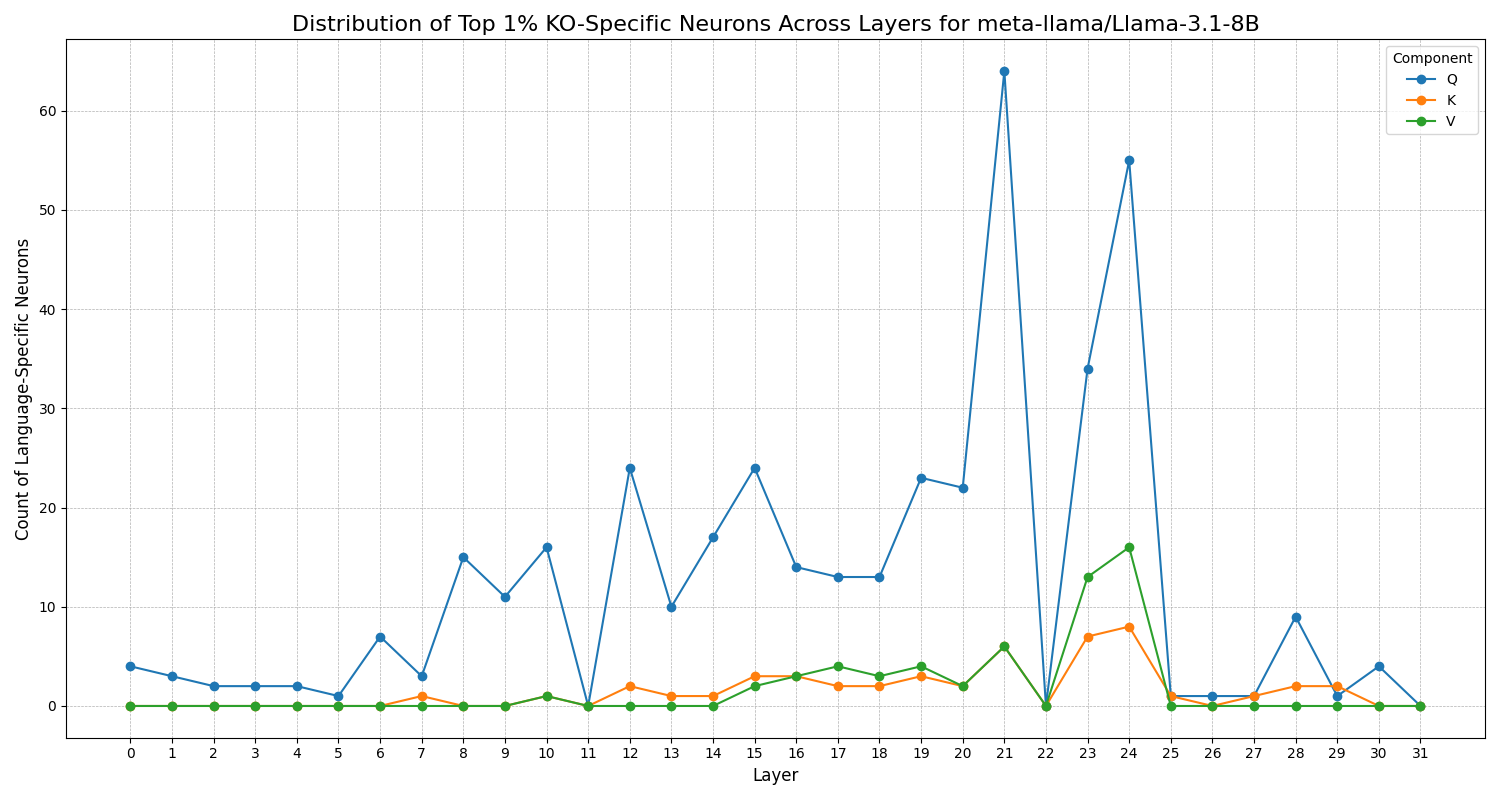 Distribution of Top 1% KO-Specific Neurons Across Layers for meta-llama/Llama-3.1-8B
Component
Q
K
V
Count of Language-Specific Neurons
60
50
40
30
20
10
0
0 1 2 3 4 5 6 7 8 9 10 11 12 13 14 15 16 17 18 19 20 21 22 23 24 25 26 27 28 29 30 31
Layer